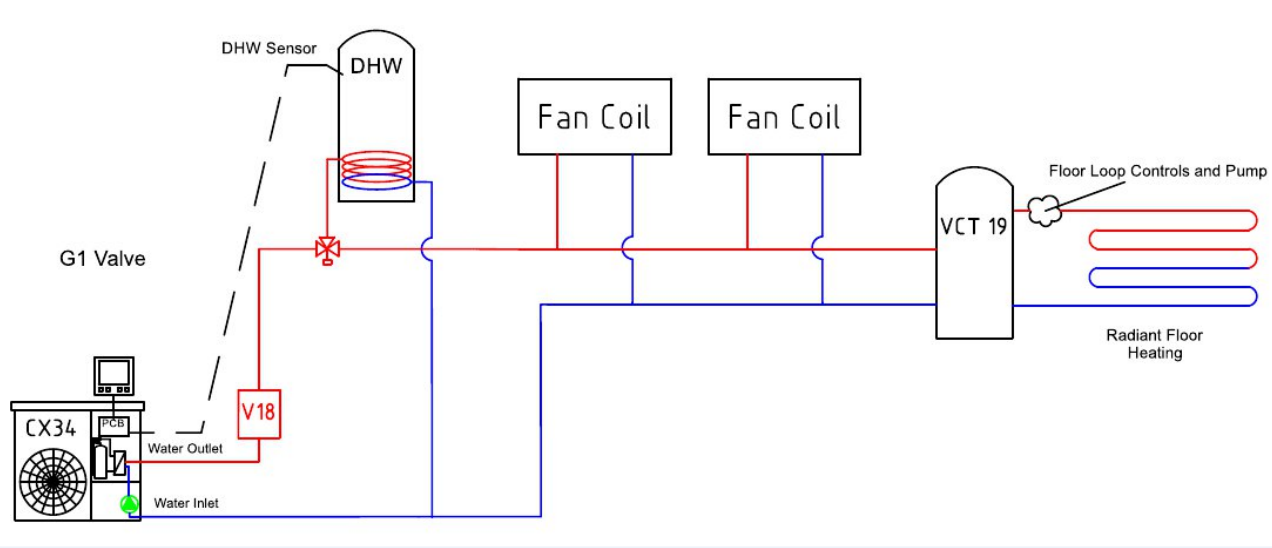 DHW Sensor
DHW
Fan Coil
Fan Coil
Floor Loop Controls and Pump
VCT 19
G1 Valve
Radiant Floor
Heating
V18
CX34
PCB
Water Outlet
Water Inlet